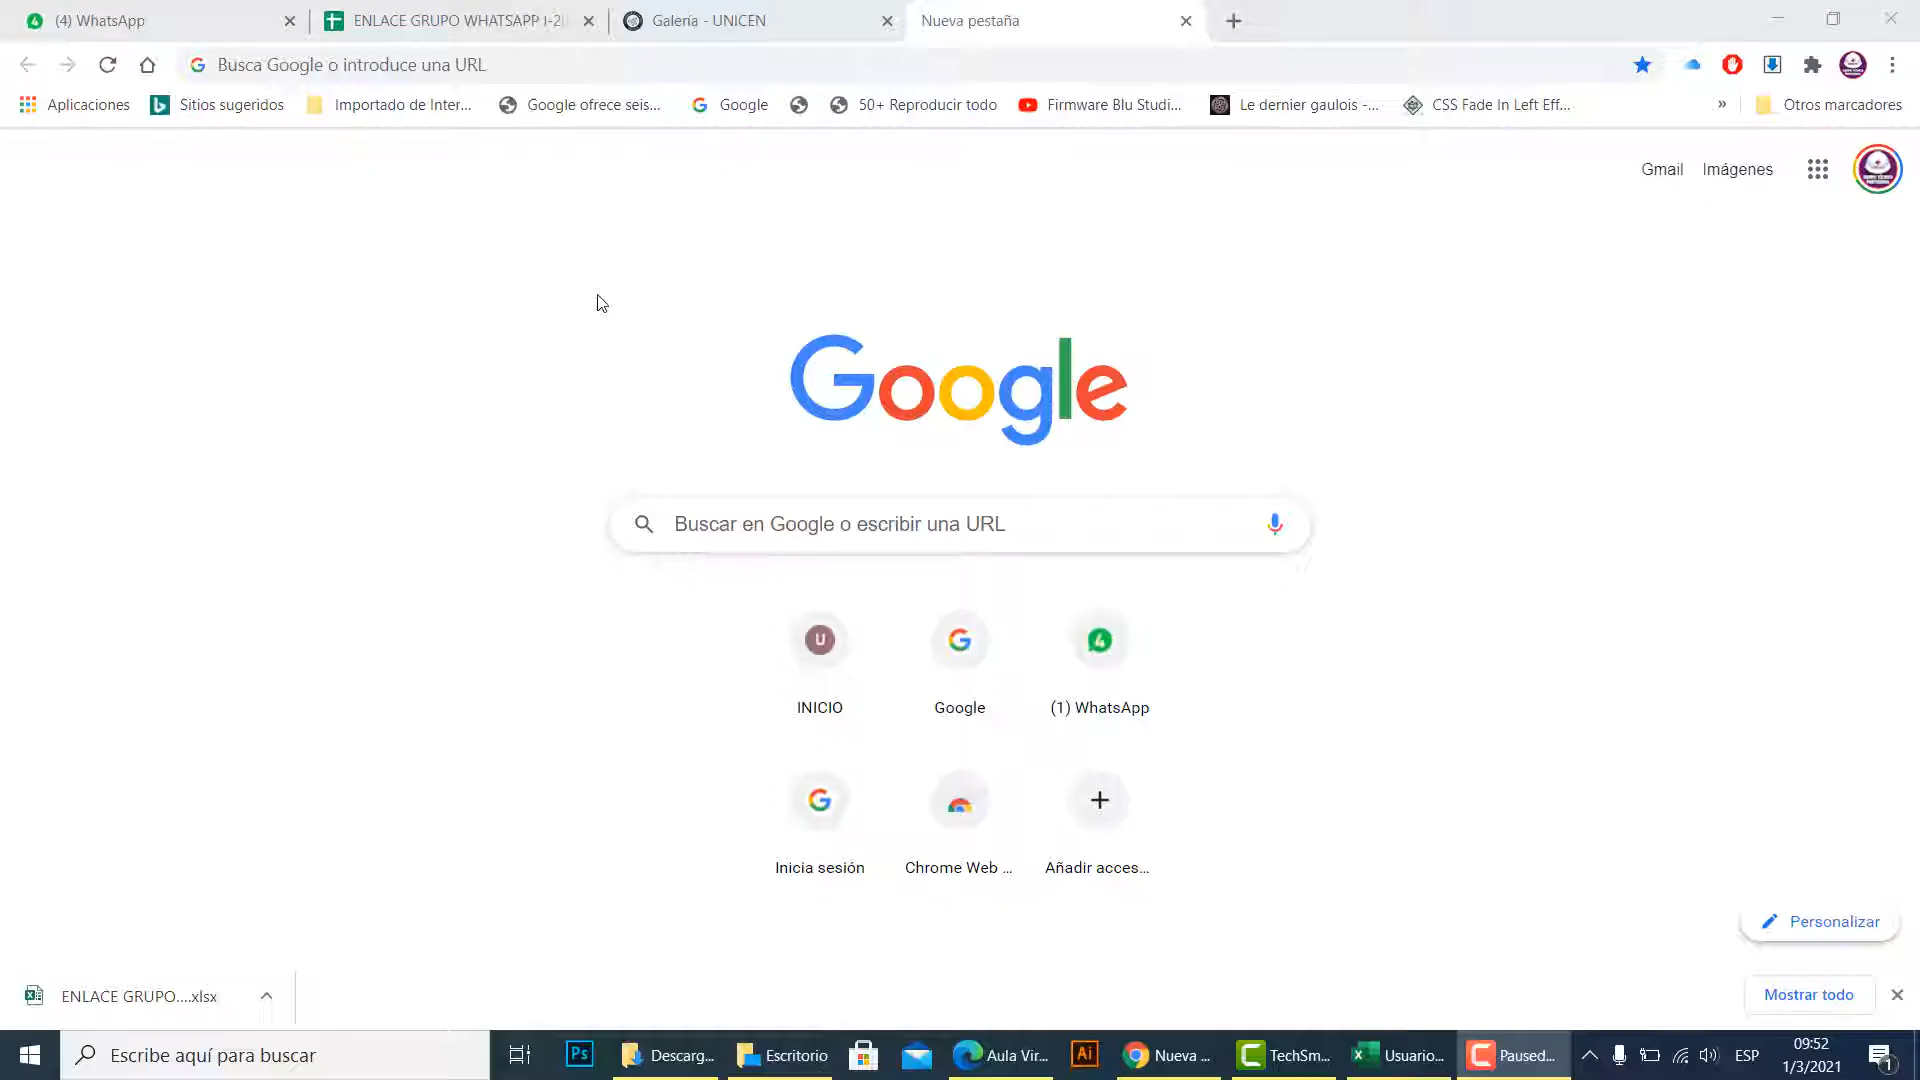 (4) WhatsApp
ENLACE GRUPO WHATSAPP I-2
Galería - UNICEN
Nueva pestaña
Busca Google o introduce una URL
Aplicaciones
Sitios sugeridos
Importado de Inter...
Google ofrece seis...
Google
50+ Reproducir todo
Firmware Blu Studi...
Le dernier gaulois -...
CSS Fade In Left Eff...
»
Otros marcadores
Gmail
Imágenes
Google
Buscar en Google o escribir una URL
INICIO
Google
(1) WhatsApp
Inicia sesión
Chrome Web ...
Añadir acces...
Personalizar
ENLACE GRUPO....xlsx
Mostrar todo
Escribe aquí para buscar
Ps
Descarg...
Escritorio
Aula Vir...
Ai
Nueva ...
TechSm...
Usuario...
Paused...
ESP
09:52
1/3/2021
1